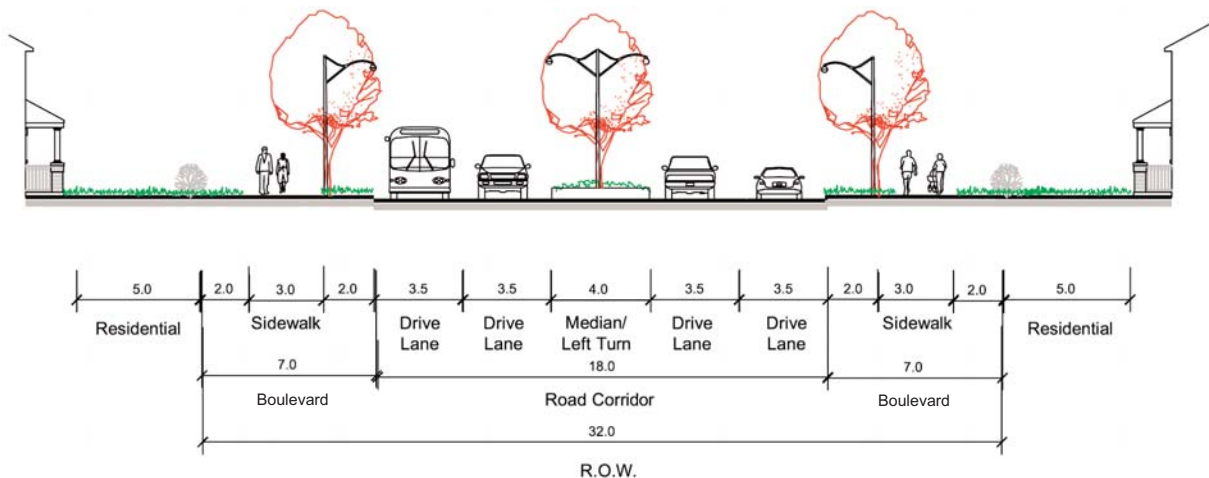 5.0 2.0 3.0 2.0 3.5 3.5 4.0 3.5 3.5 2.0 3.0 2.0 5.0
Residential Sidewalk Drive Lane Drive Lane Median/ Left Turn Drive Lane Drive Lane Sidewalk Residential
7.0 18.0 7.0
Boulevard Road Corridor Boulevard
32.0
R.O.W.